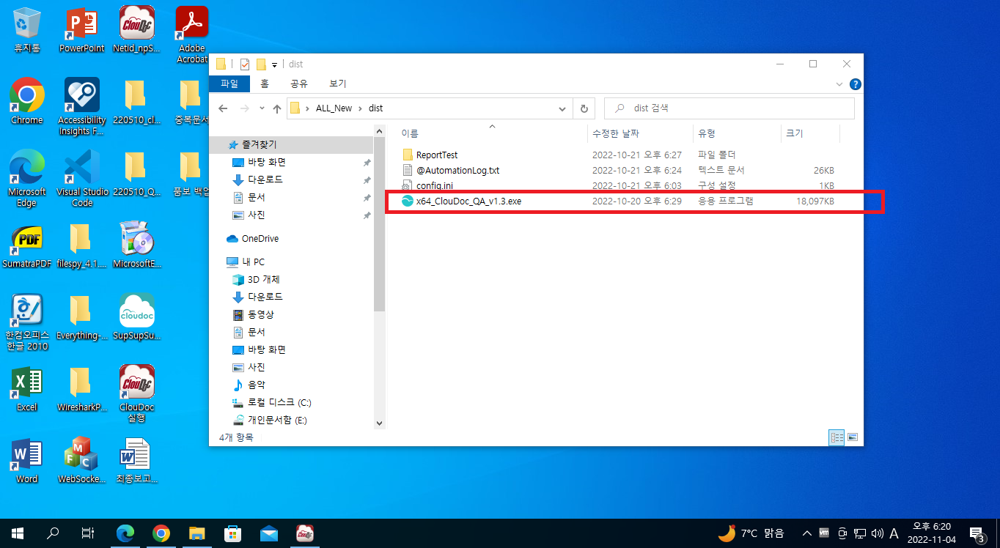 휴지통
PowerPoint
Netid_npS...
Adobe
Acrobat
Chrome
Accessibility
Insights F...
220510_cl...
중복문서
Microsoft
Edge
Visual Studio
Code
220510_Q...
품보 백업
SumatraPDF
filespy_4.1....
MicrosoftE...
한컴오피스
한글 2010
Everything-...
SupSupSu...
Excel
WiresharkP...
ClouDoc
실행
Word
WebSocke...
최종보고...
PDF
cloudoc
dist
파일
홈
공유
보기
ALL_New
dist
dist 검색
즐겨찾기
바탕 화면
다운로드
문서
사진
OneDrive
내 PC
3D 개체
다운로드
동영상
문서
바탕 화면
사진
음악
로컬 디스크 (C:)
개인문서함 (E:)
이름 수정한 날짜 유형 크기
ReportTest 2022-10-21 오후 6:27 파일 폴더
@AutomationLog.txt 2022-10-21 오후 6:24 텍스트 문서 26KB
config.ini 2022-10-21 오후 6:03 구성 설정 1KB
x64_ClouDoc_QA_v1.3.exe 2022-10-20 오후 6:29 응용 프로그램 18,097KB
4개 항목
7°C 맑음
A
오후 6:20
2022-11-04
3